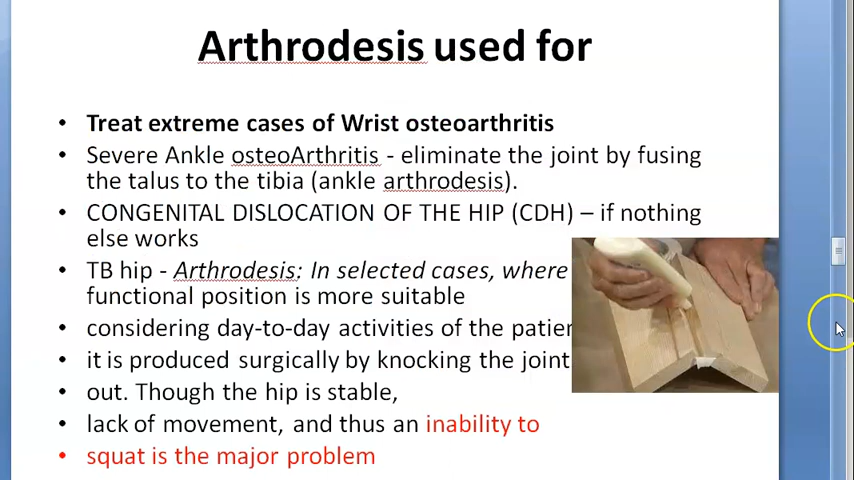 Arthrodesis used for
• Treat extreme cases of Wrist osteoarthritis
• Severe Ankle osteoArthritis - eliminate the joint by fusing
the talus to the tibia (ankle arthrodesis).
• CONGENITAL DISLOCATION OF THE HIP (CDH) – if nothing
else works
• TB hip - Arthrodesis: In selected cases, where
functional position is more suitable
• considering day-to-day activities of the
• it is produced surgically by knocking the joint
• out. Though the hip is stable,
• lack of movement, and thus an inability to
• squat is the major problem